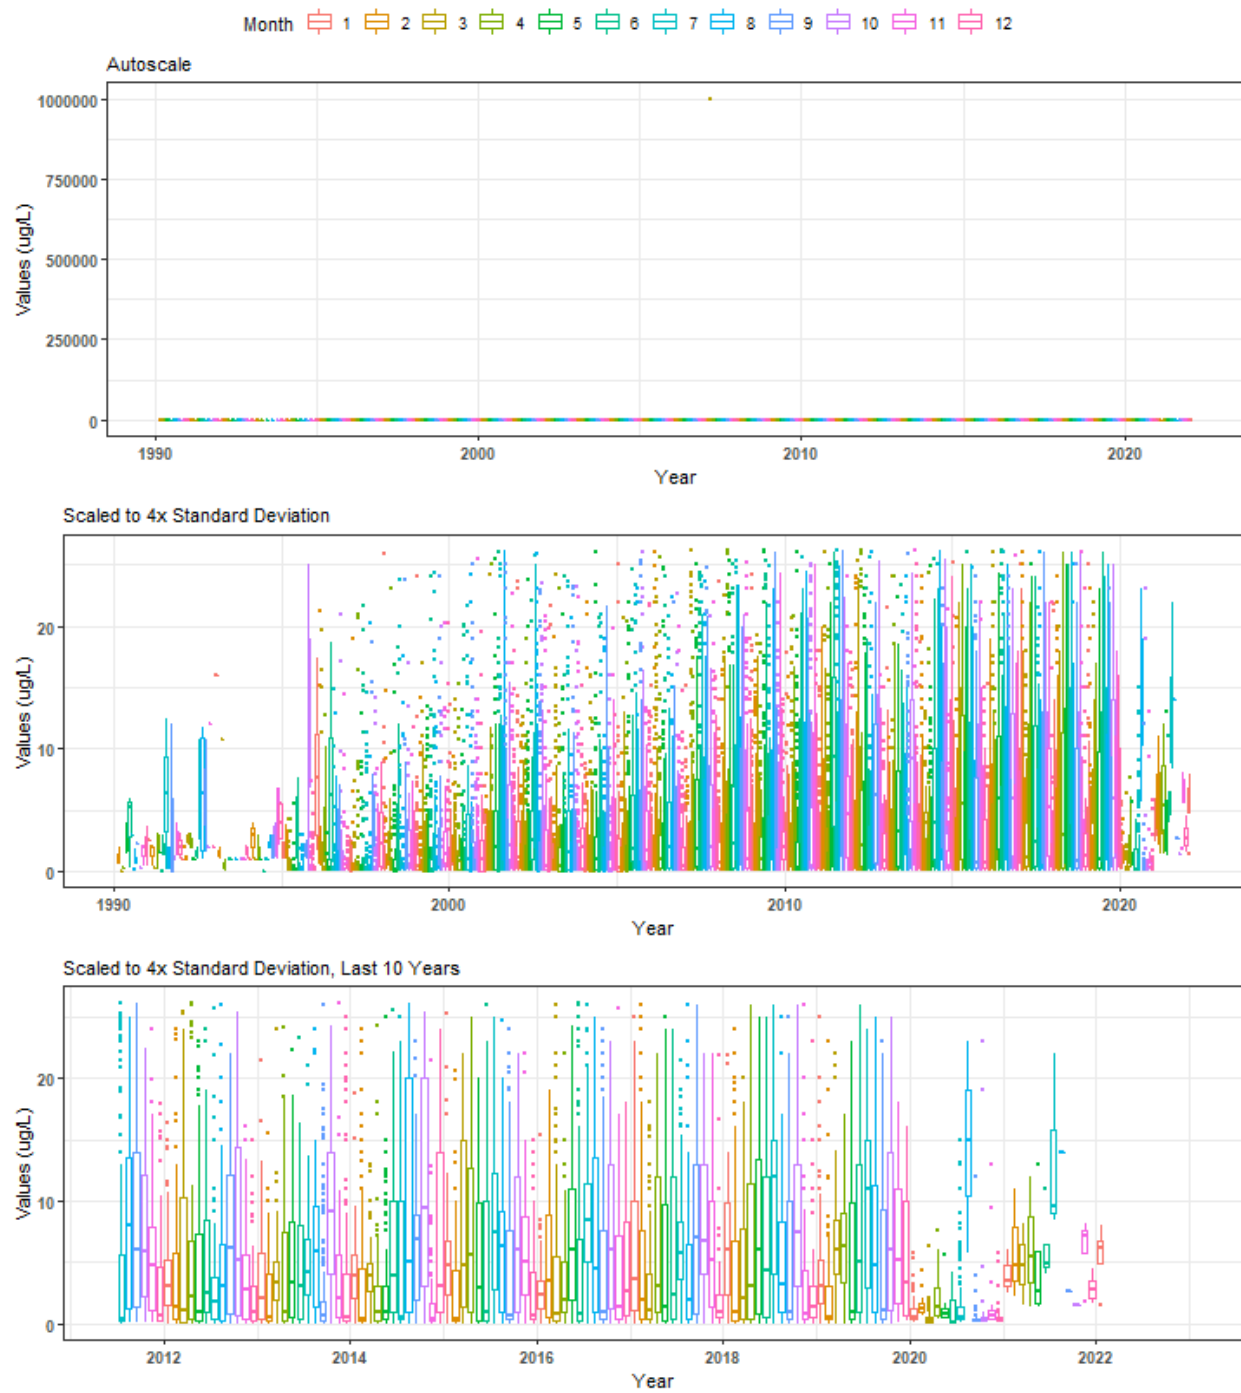 Month 1 2 3 4 5 6 7 8 9 10 11 12
Autoscale
1000000
750000
500000
250000
0
Values (ug/L)
1990 2000 2010 2020
Year
Scaled to 4x Standard Deviation
20
10
0
Values (ug/L)
1990 2000 2010 2020
Year
Scaled to 4x Standard Deviation, Last 10 Years
20
10
0
Values (ug/L)
2012 2014 2016 2018 2020 2022
Year